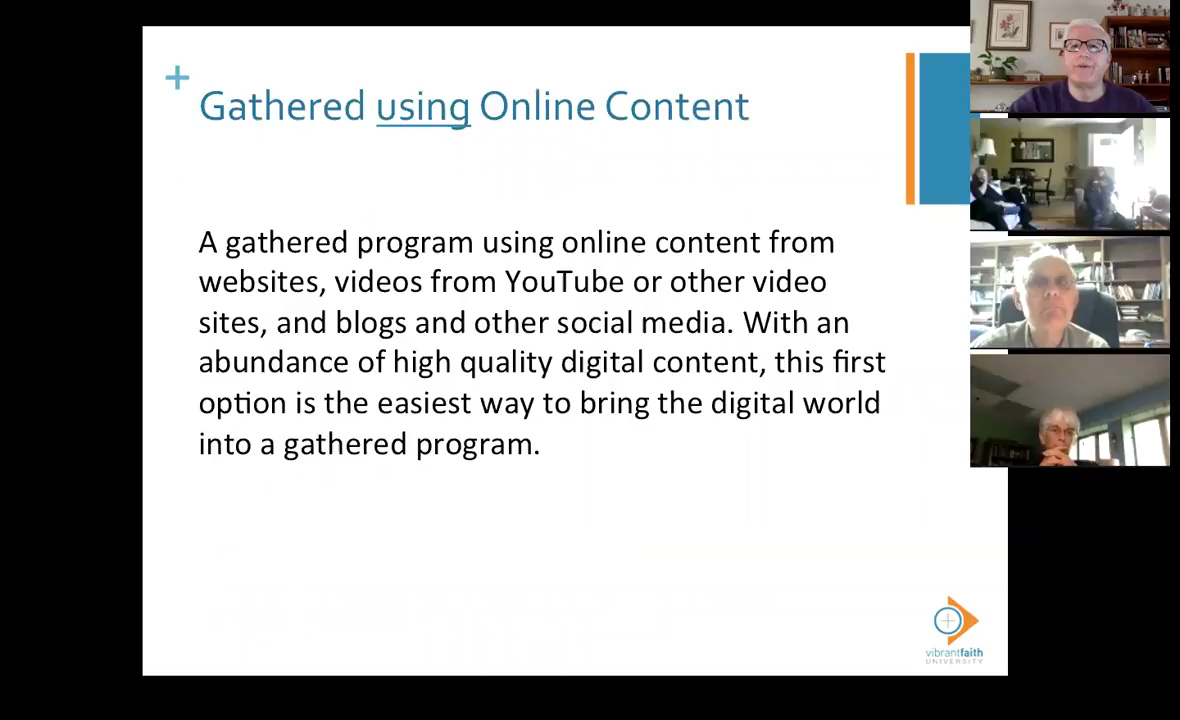 +
Gathered using Online Content
A gathered program using online content from
websites, videos from YouTube or other video
sites, and blogs and other social media. With an
abundance of high quality digital content, this first
option is the easiest way to bring the digital world
into a gathered program.
vibrantfaith
UNIVERSITY